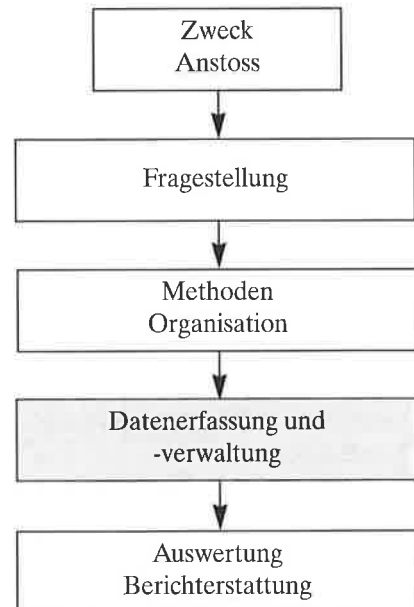 Zweck
Anstoss
Fragestellung
Methoden
Organisation
Datenerfassung und
-verwaltung
Auswertung
Berichterstattung